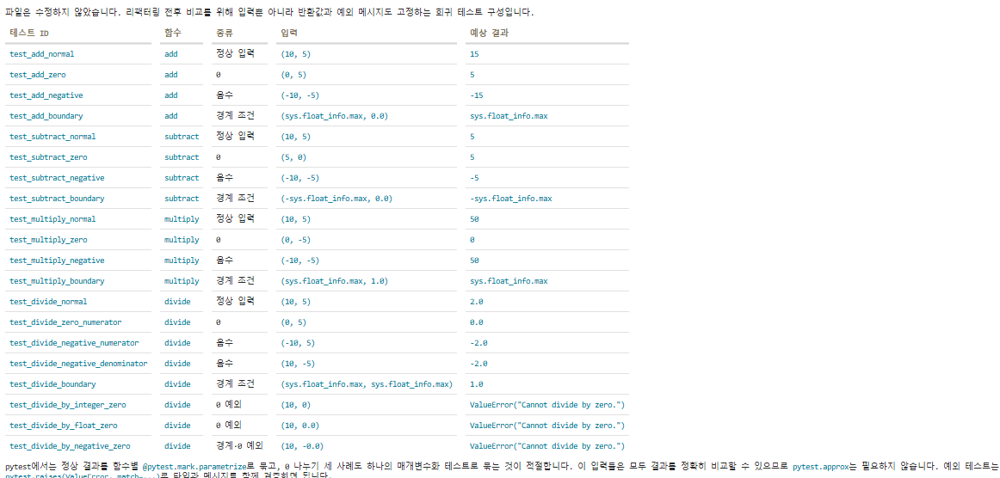 파일은 수정하지 않았습니다. 리팩터링 전후 비교를 위해 입력뿐 아니라 반환값과 예외 메시지도 고정하는 회귀 테스트 구성입니다.
테스트 ID 함수 종류 입력 예상 결과
test_add_normal add 정상 입력 (10, 5) 15
test_add_zero add 0 (0, 5) 5
test_add_negative add 음수 (-10, -5) -15
test_add_boundary add 경계 조건 (sys.float_info.max, 0.0) sys.float_info.max
test_subtract_normal subtract 정상 입력 (10, 5) 5
test_subtract_zero subtract 0 (5, 0) 5
test_subtract_negative subtract 음수 (-10, -5) -5
test_subtract_boundary subtract 경계 조건 (-sys.float_info.max, 0.0) -sys.float_info.max
test_multiply_normal multiply 정상 입력 (10, 5) 50
test_multiply_zero multiply 0 (0, -5) 0
test_multiply_negative multiply 음수 (-10, -5) 50
test_multiply_boundary multiply 경계 조건 (sys.float_info.max, 1.0) sys.float_info.max
test_divide_normal divide 정상 입력 (10, 5) 2.0
test_divide_zero_numerator divide 0 (0, 5) 0.0
test_divide_negative_numerator divide 음수 (-10, 5) -2.0
test_divide_negative_denominator divide 음수 (10, -5) -2.0
test_divide_boundary divide 경계 조건 (sys.float_info.max, sys.float_info.max) 1.0
test_divide_by_integer_zero divide 0 예외 (10, 0) ValueError("Cannot divide by zero.")
test_divide_by_float_zero divide 0 예외 (10, 0.0) ValueError("Cannot divide by zero.")
test_divide_by_negative_zero divide 경계·0 예외 (10, -0.0) ValueError("Cannot divide by zero.")
pytest에서는 정상 결과를 함수별 @pytest.mark.parametrize로 묶고, 0 나누기 세 사례도 하나의 매개변수화 테스트로 묶는 것이 적절합니다. 이 입력들은 모두 결과를 정확히 비교할 수 있으므로 pytest.approx는 필요하지 않습니다. 예외 테스트는
pytest.raises(ValueError, match=...)로 타입과 메시지를 함께 검증하면 됩니다.